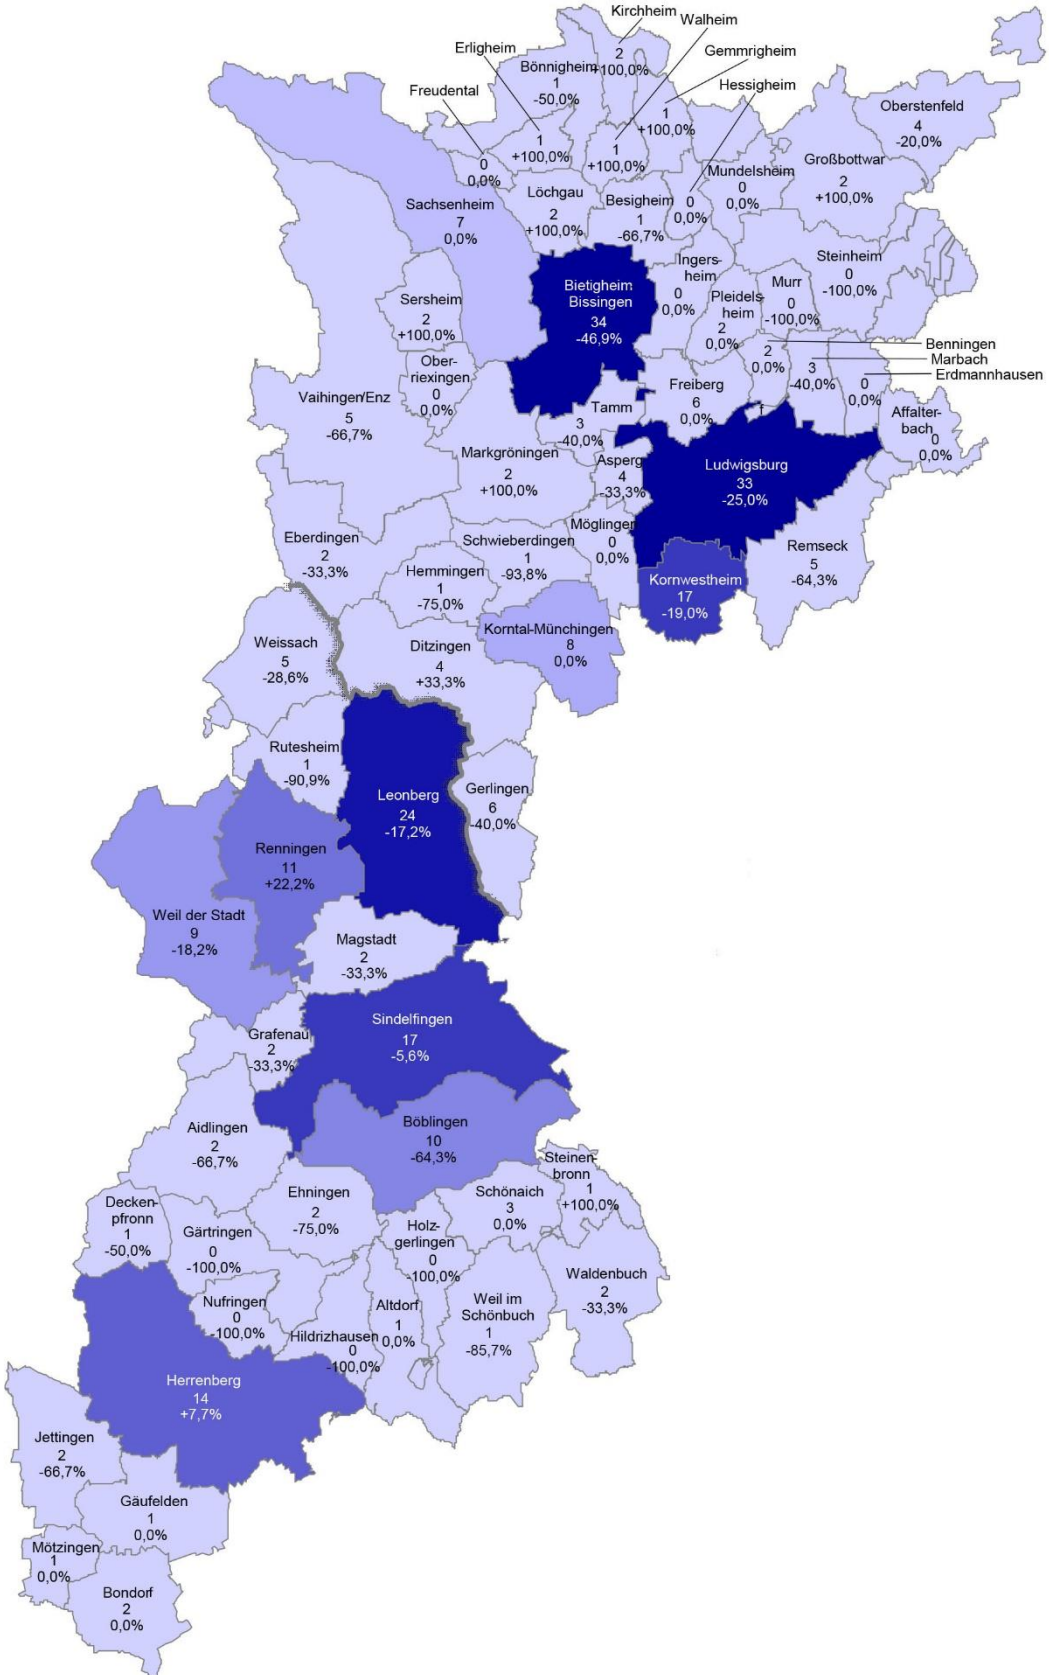 Kirchheim
2
+100,0%
Walheim
1
+100,0%
Erligheim
1
+100,0%
Gemmrigheim
1
+100,0%
Bönnigheim
1
-50,0%
Freudental
0
0,0%
Hessigheim
0
0,0%
Oberstenfeld
4
-20,0%
Großbottwar
2
+100,0%
Mundelsheim
0
0,0%
Löchgau
2
+100,0%
Besigheim
1
-66,7%
Sachsenheim
7
0,0%
Ingers-
heim
0
0,0%
Steinheim
0
-100,0%
Bietigheim
Bissingen
34
-46,9%
Pleidels-
heim
2
0,0%
Murr
0
-100,0%
Sersheim
2
+100,0%
Benningen
2
0,0%
Marbach
3
-40,0%
Erdmannhausen
0
0,0%
Ober-
riexingen
0
0,0%
Freiberg
6
0,0%
f
Vaihingen/Enz
5
-66,7%
Tamm
3
-40,0%
Affalter-
bach
0
0,0%
Markgröningen
2
+100,0%
Asperg
4
-33,3%
Ludwigsburg
33
-25,0%
Eberdingen
2
-33,3%
Schwieberdingen
1
-93,8%
Möglingen
0
0,0%
Remseck
5
-64,3%
Hemmingen
1
-75,0%
Kornwestheim
17
-19,0%
Korntal-Münchingen
8
0,0%
Weissach
5
-28,6%
Ditzingen
4
+33,3%
Rutesheim
1
-90,9%
Leonberg
24
-17,2%
Gerlingen
6
-40,0%
Renningen
11
+22,2%
Weil der Stadt
9
-18,2%
Magstadt
2
-33,3%
Sindelfingen
17
-5,6%
Grafenau
2
-33,3%
Böblingen
10
-64,3%
Aidlingen
2
-66,7%
Steinen-
bronn
1
+100,0%
Ehningen
2
-75,0%
Schönaich
3
0,0%
Decken-
pfronn
1
-50,0%
Gärtringen
0
-100,0%
Holz-
gerlingen
0
-100,0%
Waldenbuch
2
-33,3%
Nufringen
0
-100,0%
Altdorf
1
0,0%
Weil im
Schönbuch
1
-85,7%
Hildrizhausen
0
-100,0%
Herrenberg
14
+7,7%
Jettingen
2
-66,7%
Gäufelden
1
0,0%
Mötzingen
1
0,0%
Bondorf
2
0,0%